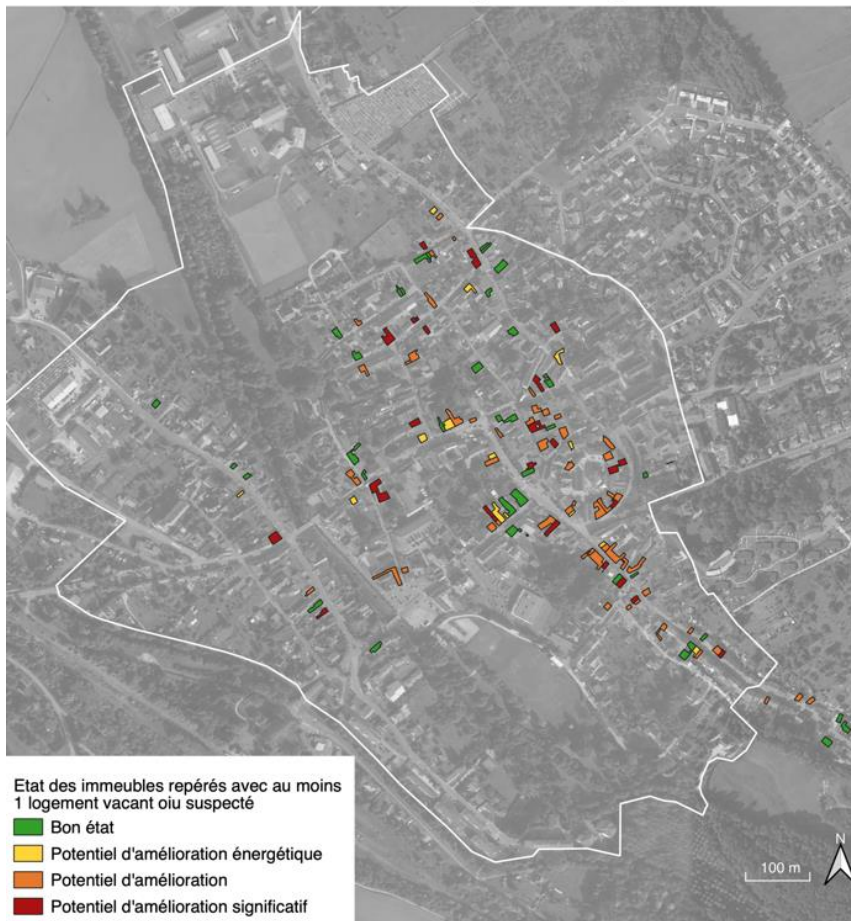 Etat des immeubles repérés avec au moins
1 logement vacant oiu suspecté
Bon état
Potentiel d'amélioration énergétique
Potentiel d'amélioration
Potentiel d'amélioration significatif
100 m
N